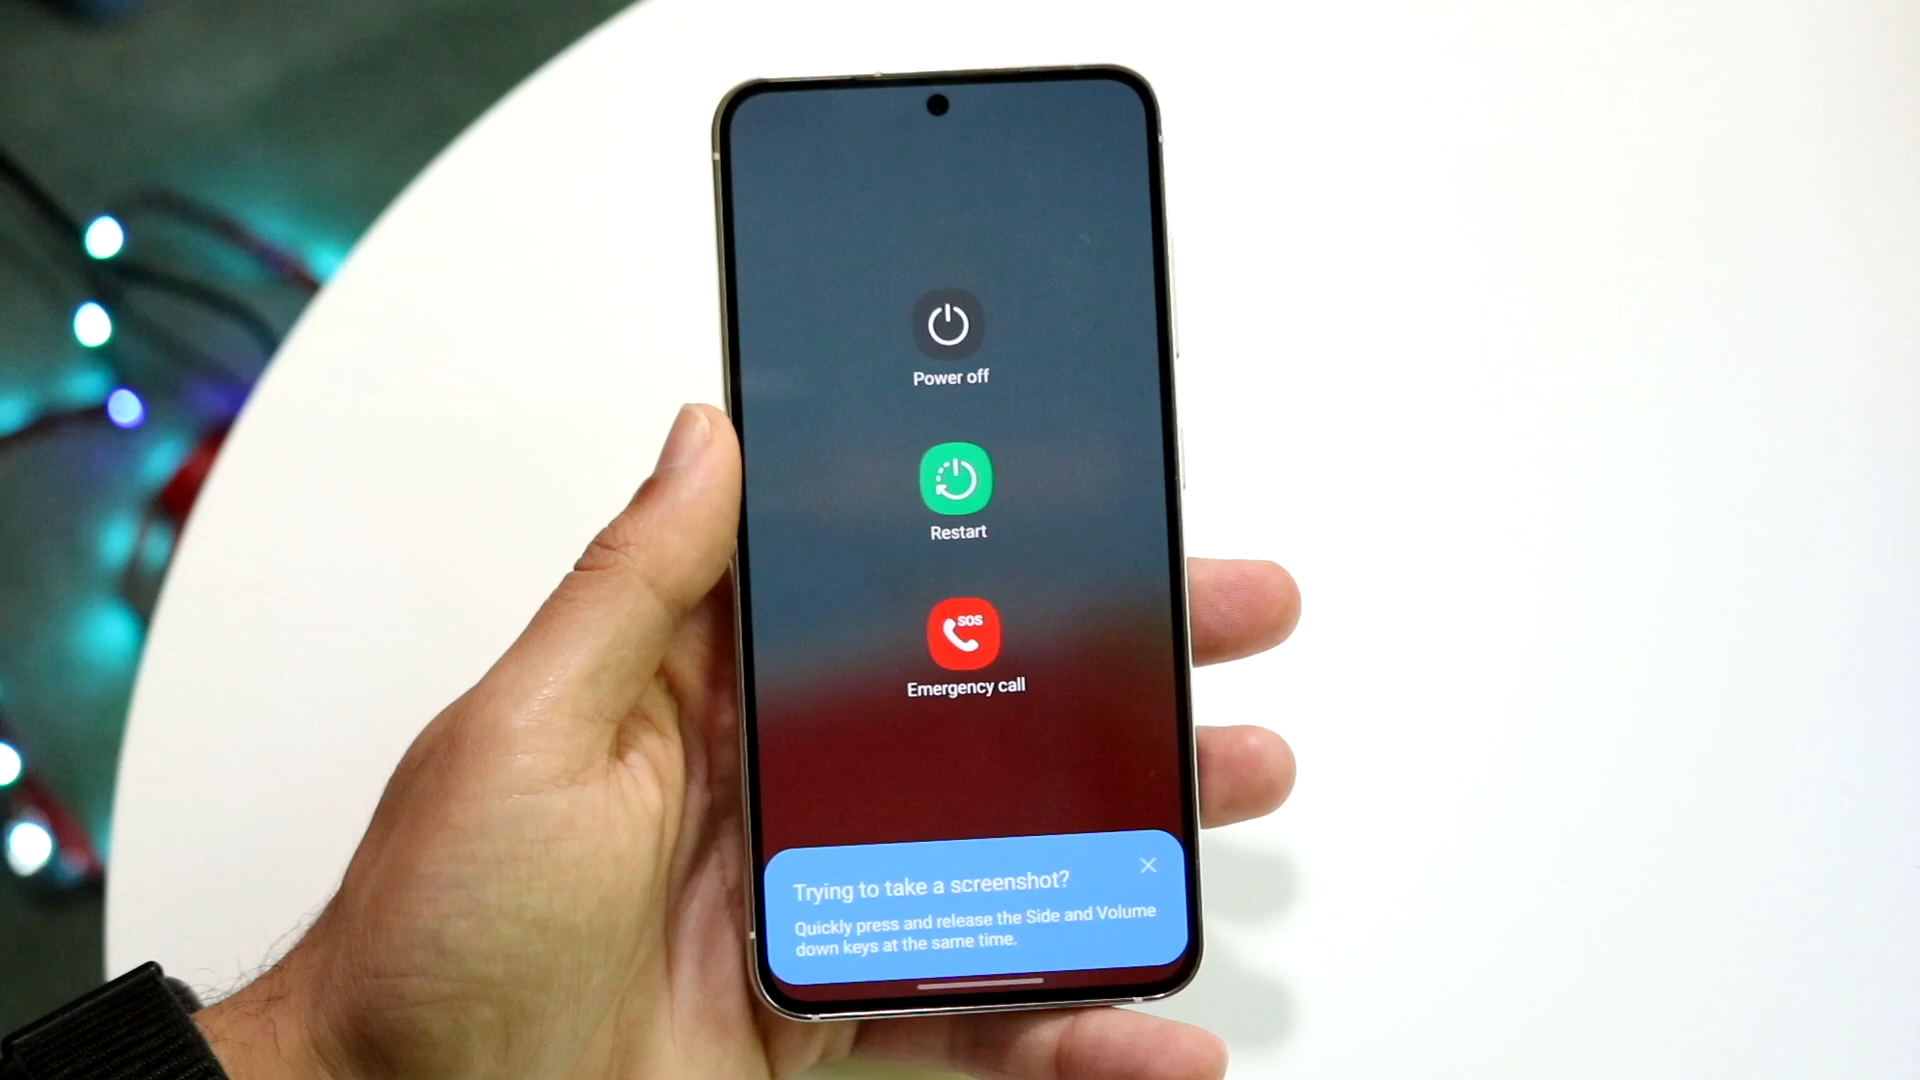 Power off
Restart
SOS
Emergency call
Trying to take a screenshot?
Quickly press and release the Side and Volume
down keys at the same time.